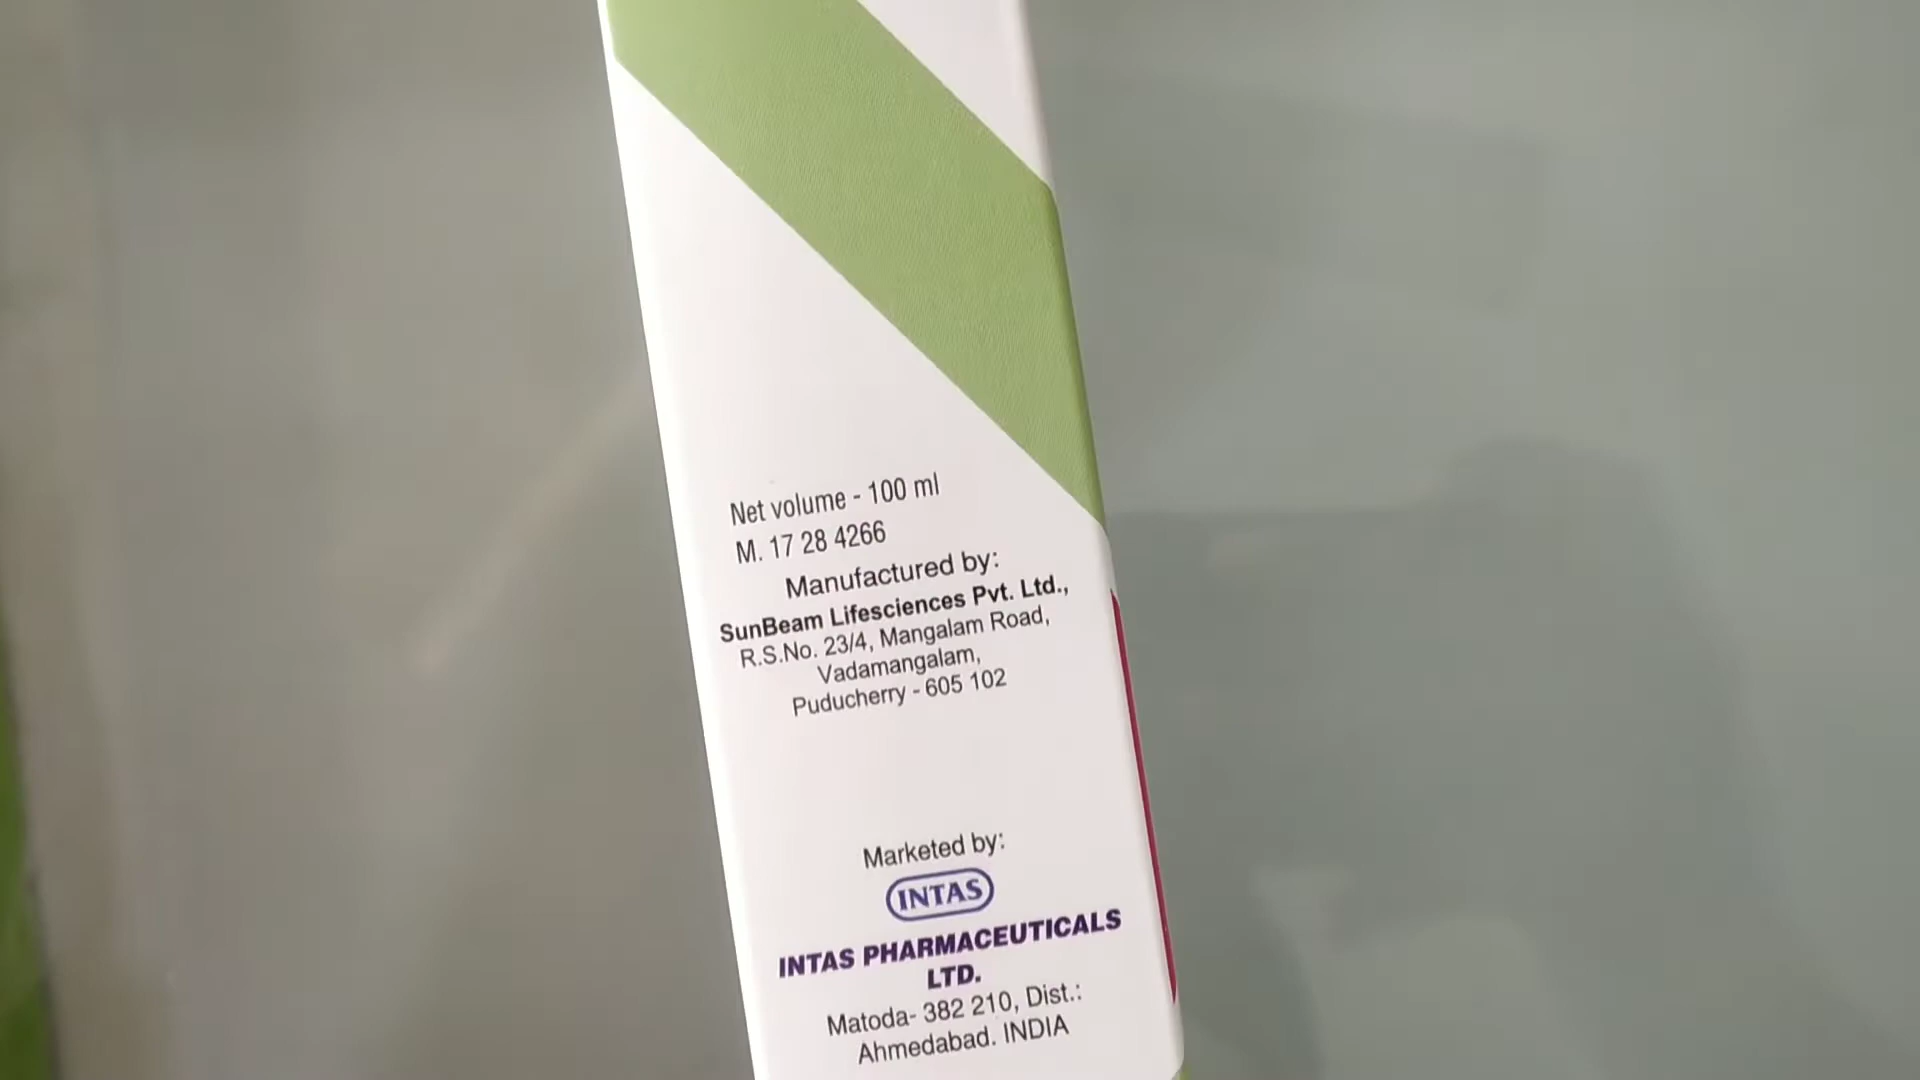 Net volume - 100 ml
M. 17 28 4266
Manufactured by:
SunBeam Lifesciences Pvt. Ltd.,
R.S.No. 23/4, Mangalam Road,
Vadamangalam,
Puducherry - 605 102
Marketed by:
INTAS
INTAS PHARMACEUTICALS
LTD.
Matoda- 382 210, Dist.:
Ahmedabad. INDIA